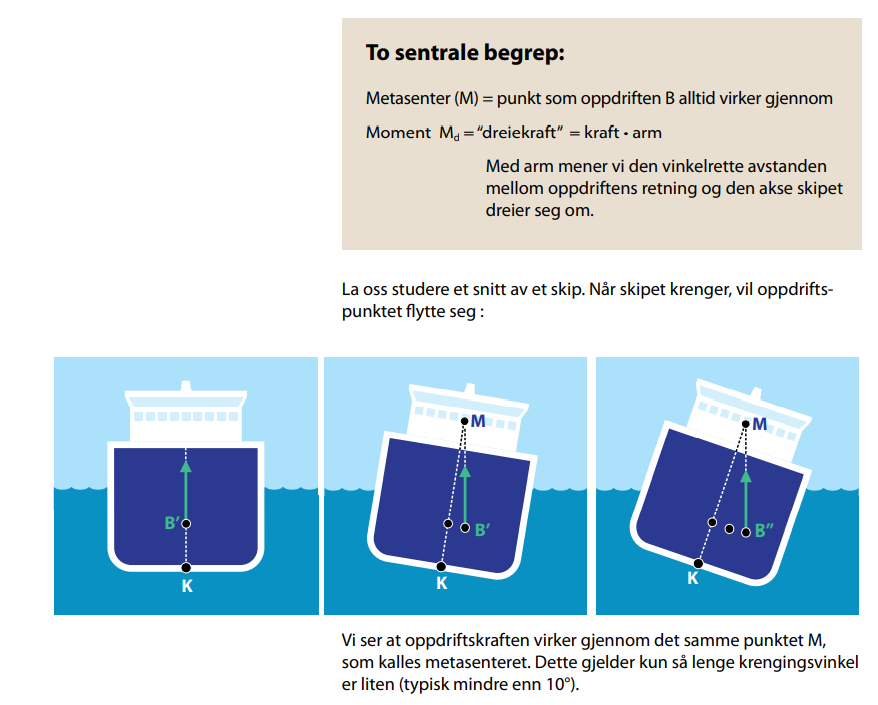 To sentrale begrep:
Metasenter (M) = punkt som oppdriften B alltid virker gjennom
Moment Md = “dreiekraft” = kraft · arm
Med arm mener vi den vinkelrette avstanden
mellom oppdriftens retning og den akse skipet
dreier seg om.
La oss studere et snitt av et skip. Når skipet krenger, vil oppdrifts-
punktet flytte seg :
B′
K
M
B′
K
M
B″
K
Vi ser at oppdriftskraften virker gjennom det samme punktet M,
som kalles metasenteret. Dette gjelder kun så lenge krengingsvinkel
er liten (typisk mindre enn 10°).